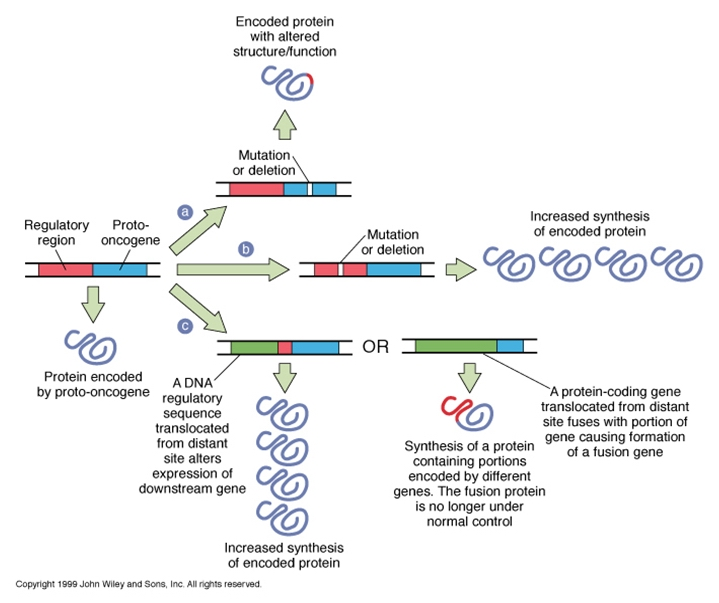 Encoded protein
with altered
structure/function
Mutation
or deletion
a
Regulatory
region
Proto-
oncogene
b
Mutation
or deletion
Increased synthesis
of encoded protein
Protein encoded
by proto-oncogene
c
OR
A DNA
regulatory
sequence
translocated
from distant
site alters
expression of
downstream gene
Increased synthesis
of encoded protein
Synthesis of a protein
containing portions
encoded by different
genes. The fusion protein
is no longer under
normal control
A protein-coding gene
translocated from distant
site fuses with portion of
gene causing formation
of a fusion gene
Copyright 1999 John Wiley and Sons, Inc. All rights reserved.